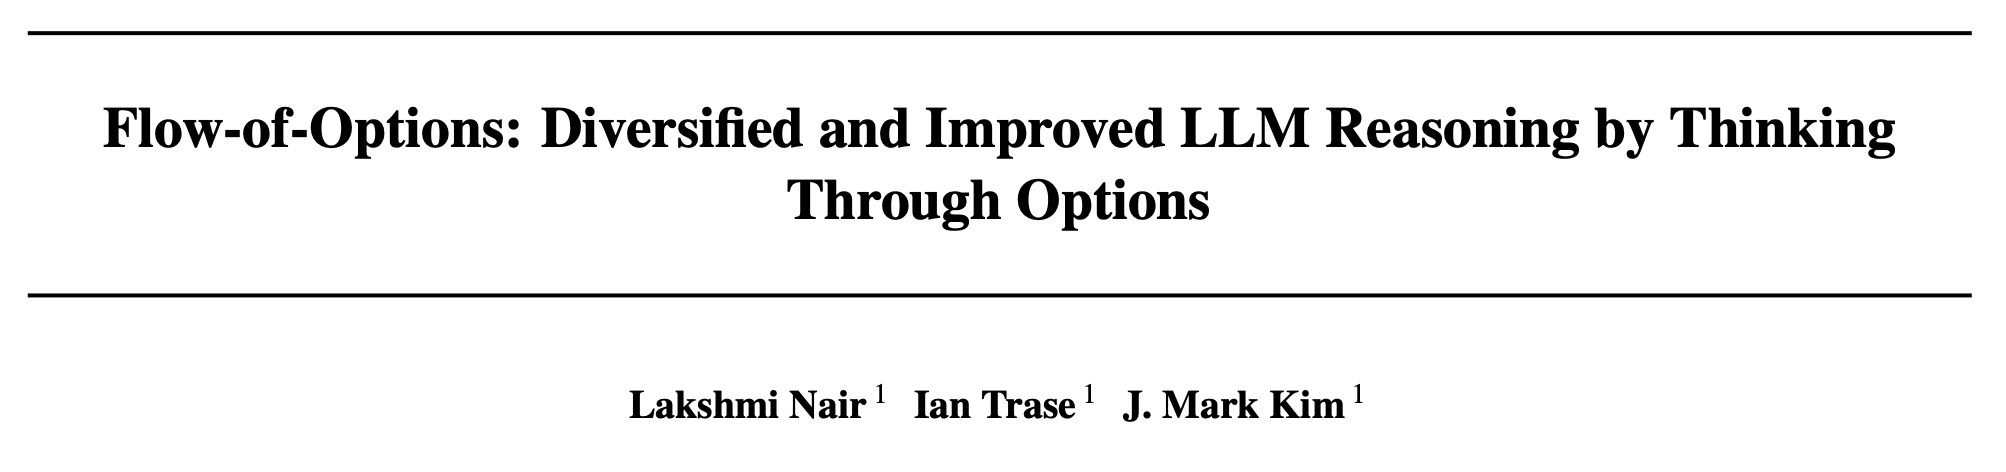 Flow-of-Options: Diversified and Improved LLM Reasoning by Thinking
Through Options
Lakshmi Nair 1 Ian Trase 1 J. Mark Kim 1